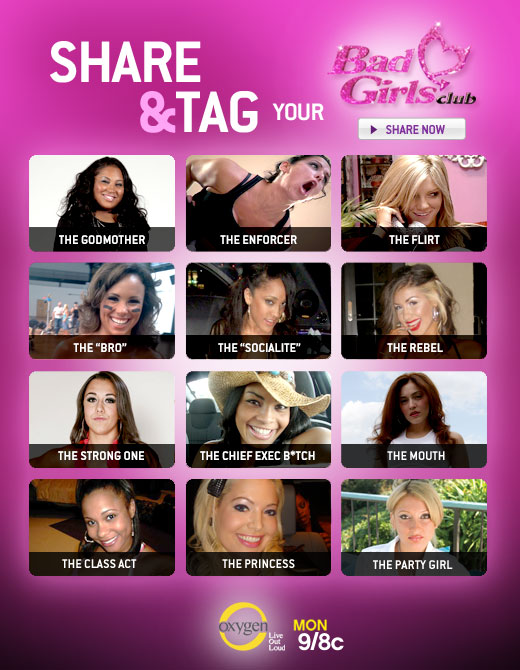 SHARE
&TAG YOUR
Bad
Girls
club
SHARE NOW
THE GODMOTHER
THE ENFORCER
THE FLIRT
THE "BRO"
THE "SOCIALITE"
THE REBEL
THE STRONG ONE
THE CHIEF EXEC B*TCH
THE MOUTH
THE CLASS ACT
THE PRINCESS
THE PARTY GIRL
oxygen
Live
Out
Loud
MON
9/8c